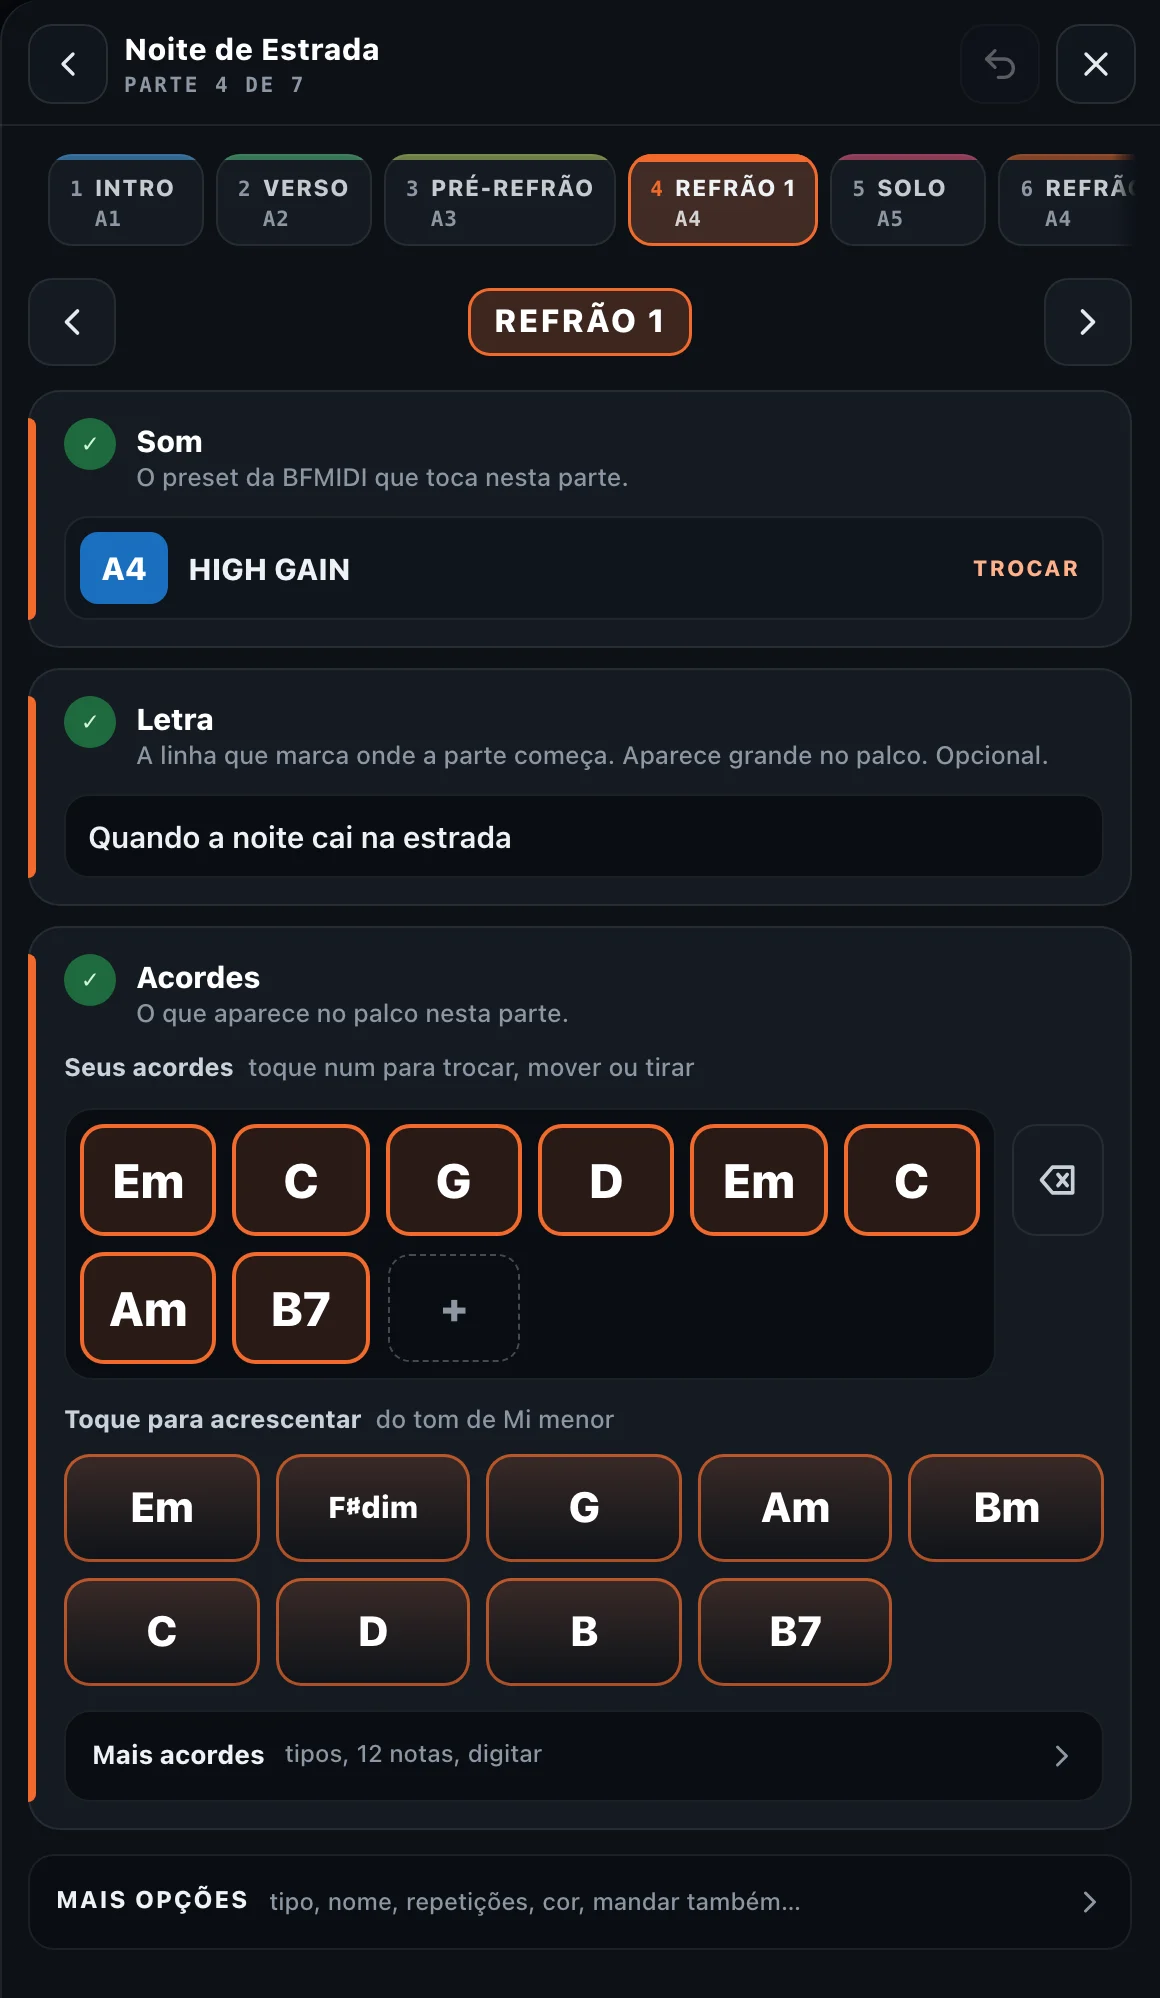 Noite de Estrada
PARTE 4 DE 7
1 INTRO
A1
2 VERSO
A2
3 PRÉ-REFRÃO
A3
4 REFRÃO 1
A4
5 SOLO
A5
6 REFRÃO
A4
REFRÃO 1
Som
O preset da BFMIDI que toca nesta parte.
A4 HIGH GAIN TROCAR
Letra
A linha que marca onde a parte começa. Aparece grande no palco. Opcional.
Quando a noite cai na estrada
Acordes
O que aparece no palco nesta parte.
Seus acordes toque num para trocar, mover ou tirar
Em C G D Em C
Am B7 +
Toque para acrescentar do tom de Mi menor
Em F#dim G Am Bm
C D B B7
Mais acordes tipos, 12 notas, digitar
MAIS OPÇÕES tipo, nome, repetições, cor, mandar também...